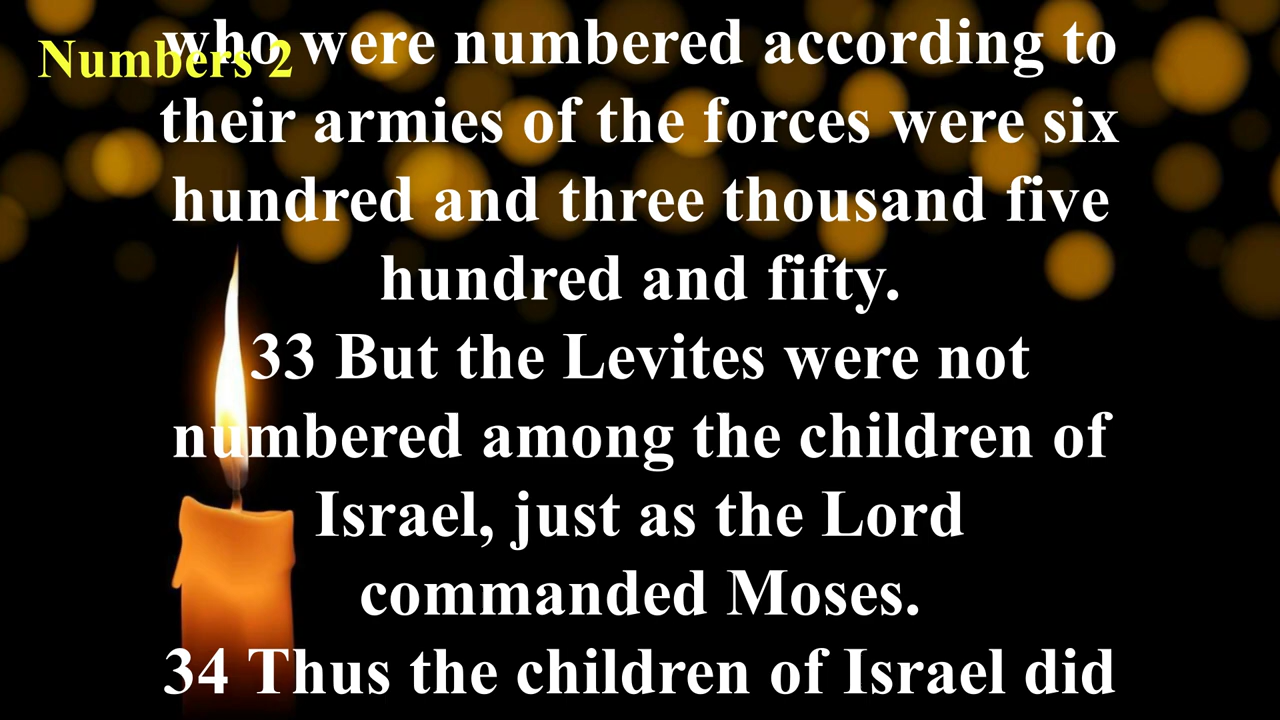 Numbers 2
who were numbered according to
their armies of the forces were six
hundred and three thousand five
hundred and fifty.
33 But the Levites were not
numbered among the children of
Israel, just as the Lord
commanded Moses.
34 Thus the children of Israel did